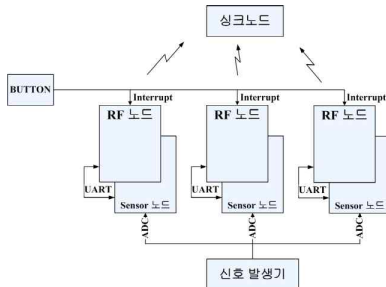 싱크노드
BUTTON
Interrupt Interrupt Interrupt
RF 노드 RF 노드 RF 노드
UART UART UART
Sensor 노드 Sensor 노드 Sensor 노드
ADC ADC ADC
신호 발생기